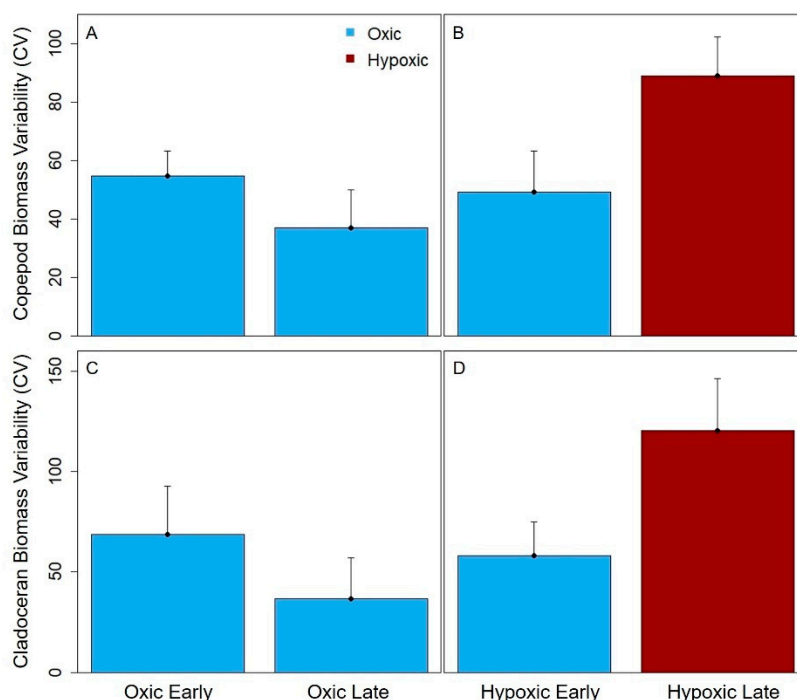 A
Oxic
Hypoxic
B
Copepod Biomass Variability (CV)
0
20
40
60
80
100
C
D
Cladoceran Biomass Variability (CV)
0
50
100
150
Oxic Early
Oxic Late
Hypoxic Early
Hypoxic Late